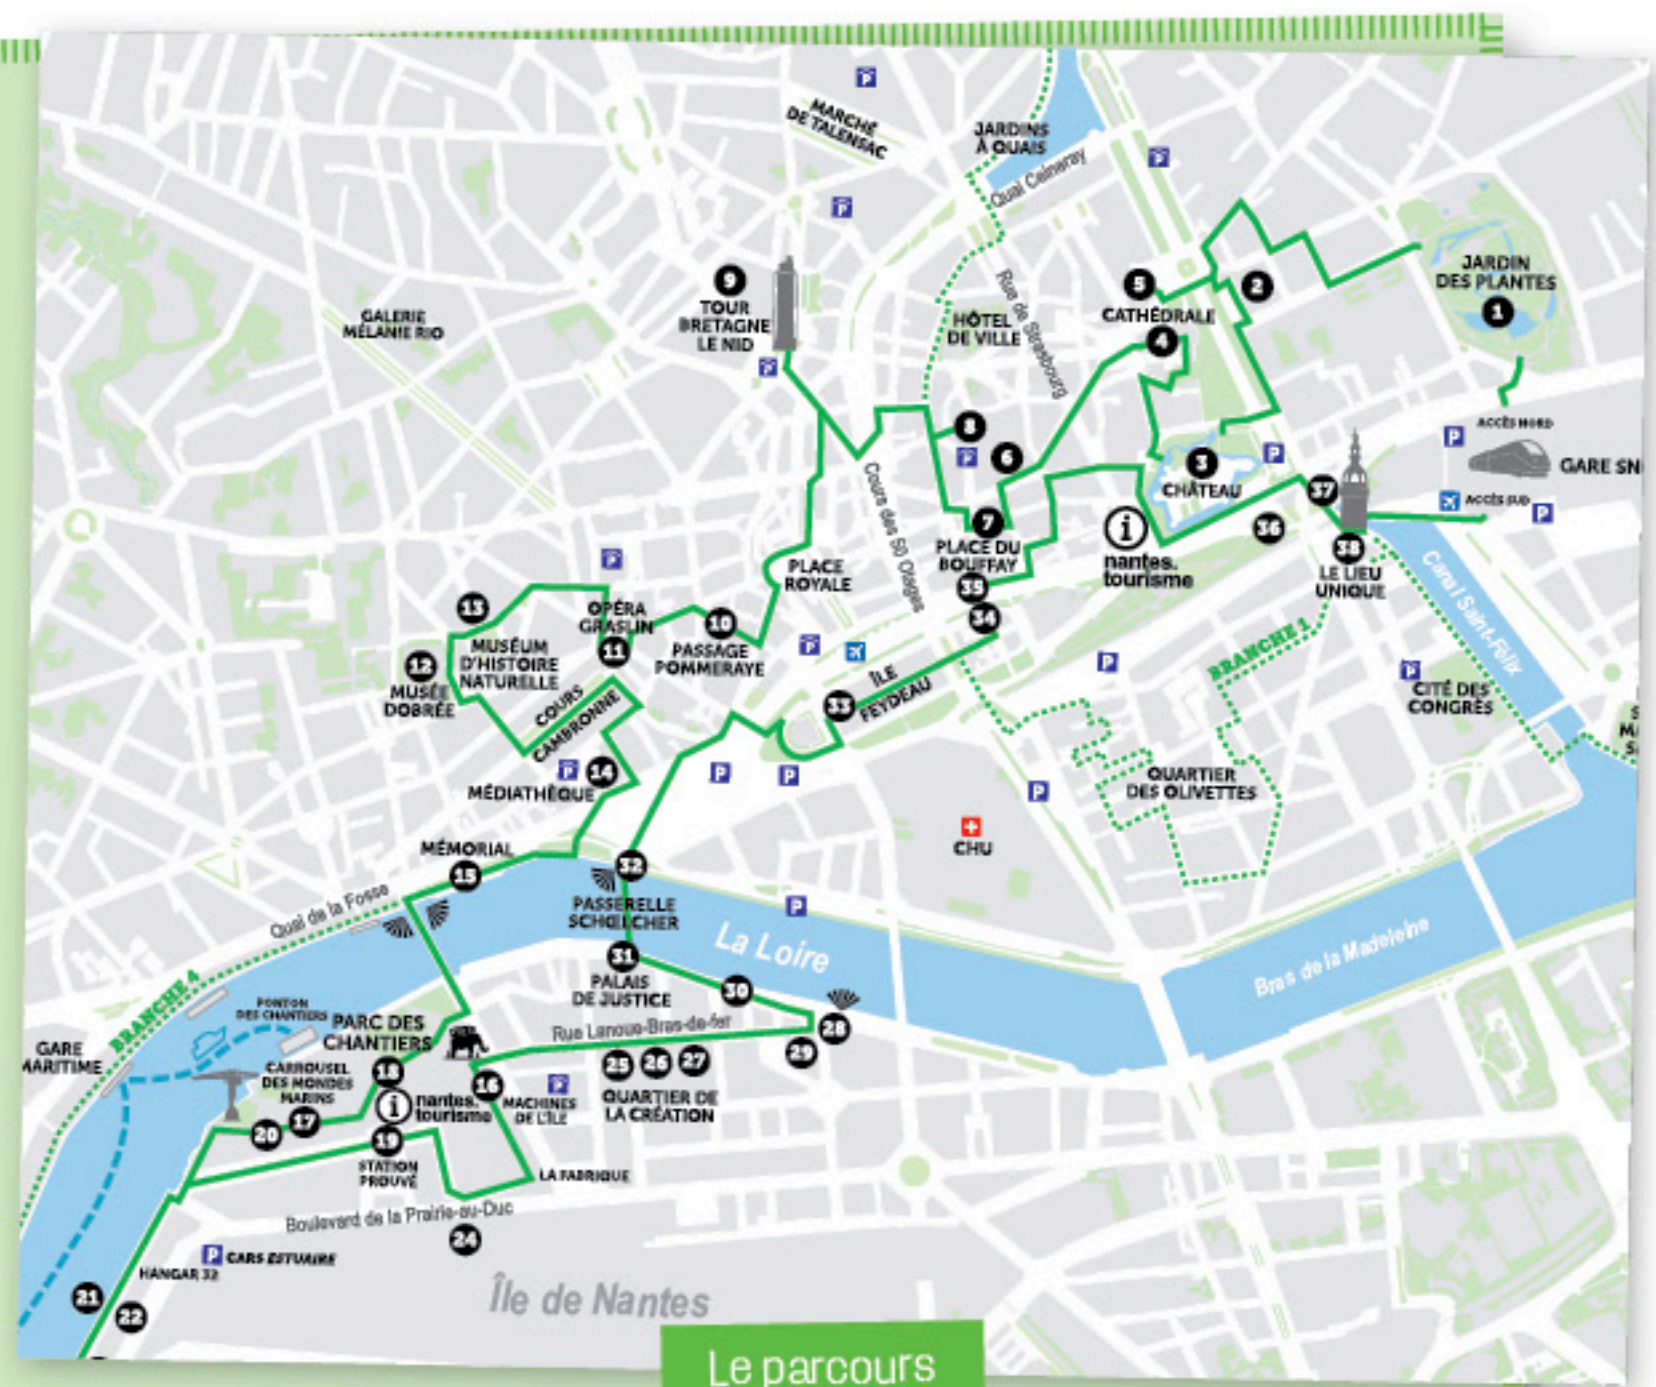 MARCHÉ
DE TALENSAC
JARDINS
À QUAIS
Quai Ceineray
P
P
P
9
TOUR
BRETAGNE
LE NID
GALERIE
MÉLANIE RIO
HÔTEL
DE VILLE
Rue de Strasbourg
5
CATHÉDRALE
4
2
JARDIN
DES PLANTES
1
P
8
P
6
7
PLACE DU
BOUFFAY
35
34
Cours des 50 Otages
3
CHÂTEAU
P
i
nantes.
tourisme
36
37
38
LE LIEU
UNIQUE
ACCÈS NORD
P
GARE SN
ACCÈS SUD
P
Canal Saint-Félix
P
PLACE
ROYALE
13
OPÉRA
GRASLIN
11
10
PASSAGE
POMMERAYE
MUSÉUM
D'HISTOIRE
NATURELLE
12
MUSÉE
DOBRÉE
COURS
CAMBRONNE
P
33
ÎLE
FEYDEAU
P
BRANCHE 1
P
CITÉ DES
CONGRÈS
S
M
S
P
14
MÉDIATHÈQUE
P
P
P
QUARTIER
DES OLIVETTES
CHU
MÉMORIAL
15
32
PASSERELLE
SCHŒLCHER
P
Quai de la Fosse
La Loire
Bras de la Madeleine
31
PALAIS
DE JUSTICE
30
28
29
Rue Lanoue-Bras-de-fer
BRANCHE 4
PONTON
DES CHANTIERS
PARC DES
CHANTIERS
GARE
MARITIME
CARROUSEL
DES MONDES
MARINS
18
i
nantes.
tourisme
16
P
MACHINES
DE L'ÎLE
25
26
27
QUARTIER DE
LA CRÉATION
20
17
19
STATION
PROUVÉ
LA FABRIQUE
Boulevard de la Prairie-au-Duc
24
P CARS ESTUAIRE
HANGAR 32
21
22
Île de Nantes
Le parcours